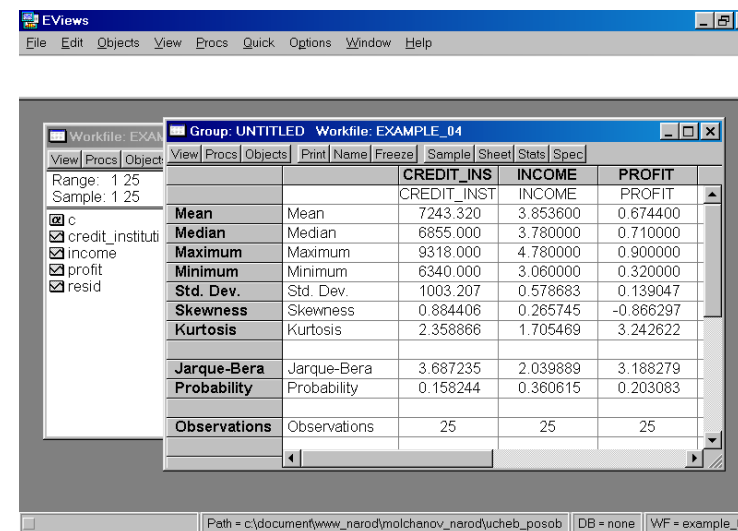 EViews
File Edit Objects View Procs Quick Options Window Help
Workfile: EXAM
View Procs Object
Range: 1 25
Sample: 1 25
c
credit_instituti
income
profit
resid
Group: UNTITLED Workfile: EXAMPLE_04
View Procs Objects Print Name Freeze Sample Sheet Stats Spec
CREDIT_INS INCOME PROFIT
CREDIT_INST INCOME PROFIT
Mean Mean 7243.320 3.853600 0.674400
Median Median 6855.000 3.780000 0.710000
Maximum Maximum 9318.000 4.780000 0.900000
Minimum Minimum 6340.000 3.060000 0.320000
Std. Dev. Std. Dev. 1003.207 0.578683 0.139047
Skewness Skewness 0.884406 0.265745 -0.866297
Kurtosis Kurtosis 2.358866 1.705469 3.242622
Jarque-Bera Jarque-Bera 3.687235 2.039889 3.188279
Probability Probability 0.158244 0.360615 0.203083
Observations Observations 25 25 25
Path = c:\document\www_narod\molchanov_narod\ucheb_posob DB = none WF = example_